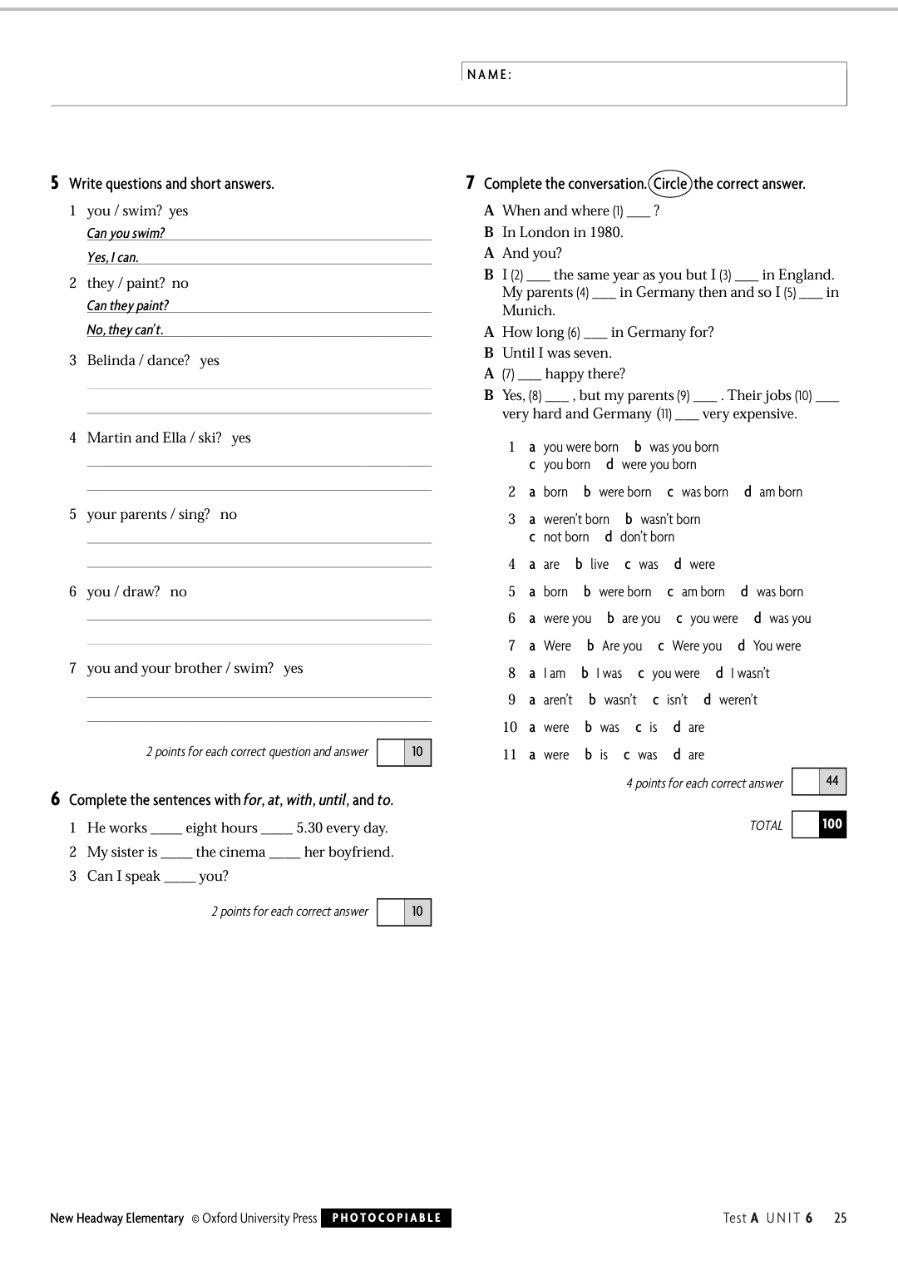 NAME:
5 Write questions and short answers.
1 you / swim? yes
Can you swim?
Yes, I can.
2 they / paint? no
Can they paint?
No, they can't.
3 Belinda / dance? yes
4 Martin and Ella / ski? yes
5 your parents / sing? no
6 you / draw? no
7 you and your brother / swim? yes
2 points for each correct question and answer 10
6 Complete the sentences with for, at, with, until, and to.
1 He works ____ eight hours ____ 5.30 every day.
2 My sister is ____ the cinema ____ her boyfriend.
3 Can I speak ____ you?
2 points for each correct answer 10
7 Complete the conversation. Circle the correct answer.
A When and where (1) ___ ?
B In London in 1980.
A And you?
B I (2) ___ the same year as you but I (3) ___ in England.
My parents (4) ___ in Germany then and so I (5) ___ in
Munich.
A How long (6) ___ in Germany for?
B Until I was seven.
A (7) ___ happy there?
B Yes, (8) ___ , but my parents (9) ___ . Their jobs (10) ___
very hard and Germany (11) ___ very expensive.
1 a you were born b was you born
c you born d were you born
2 a born b were born c was born d am born
3 a weren't born b wasn't born
c not born d don't born
4 a are b live c was d were
5 a born b were born c am born d was born
6 a were you b are you c you were d was you
7 a Were b Are you c Were you d You were
8 a I am b I was c you were d I wasn't
9 a aren't b wasn't c isn't d weren't
10 a were b was c is d are
11 a were b is c was d are
4 points for each correct answer 44
TOTAL 100
New Headway Elementary © Oxford University Press PHOTOCOPIABLE
Test A UNIT 6 25